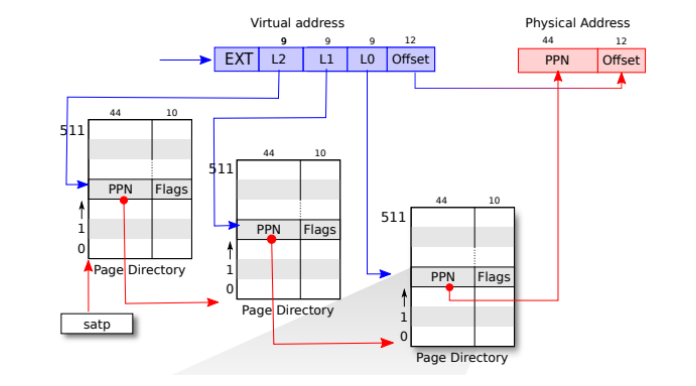 Virtual address
Physical Address
9 9 9 12
44 12
EXT L2 L1 L0 Offset
PPN Offset
44 10
511
PPN Flags
1
0
Page Directory
satp
44 10
511
PPN Flags
1
0
Page Directory
44 10
511
PPN Flags
1
0
Page Directory